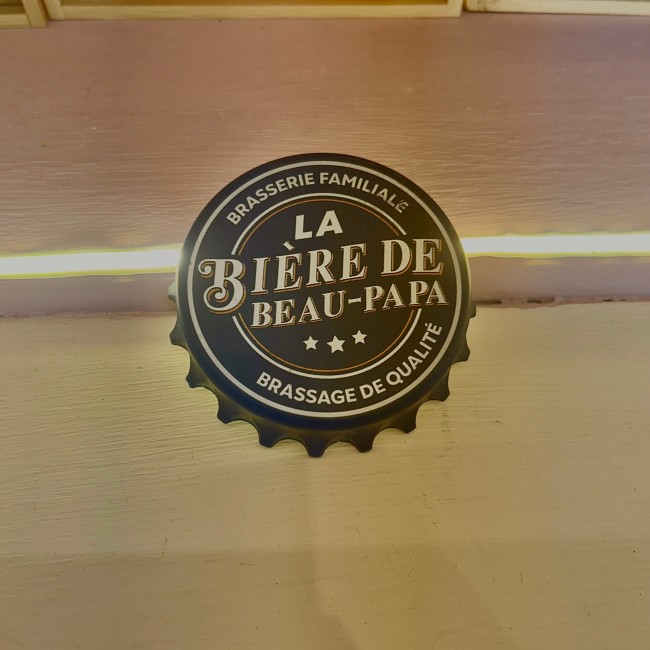 BRASSERIE FAMILIALE
LA
BIÈRE DE
BEAU-PAPA
BRASSAGE DE QUALITÉ